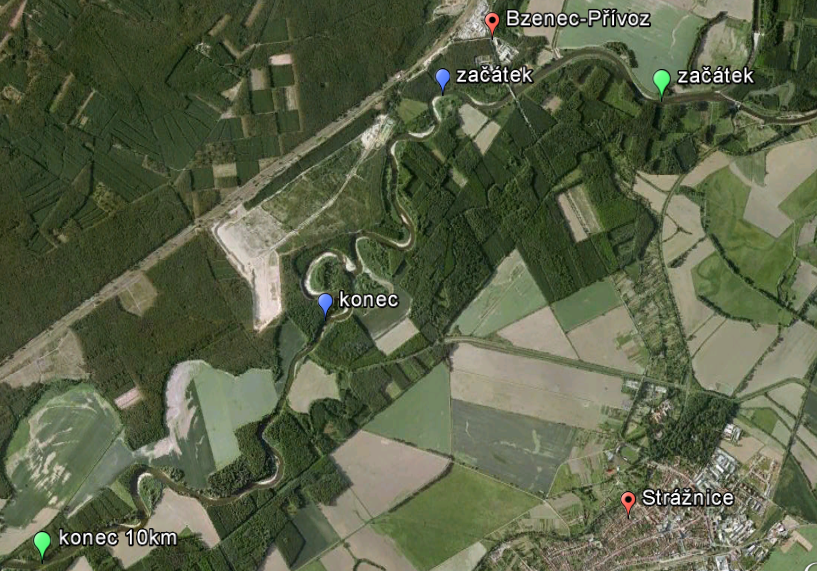 Bzenec-Přívoz
začátek
začátek
konec
Strážnice
konec 10km